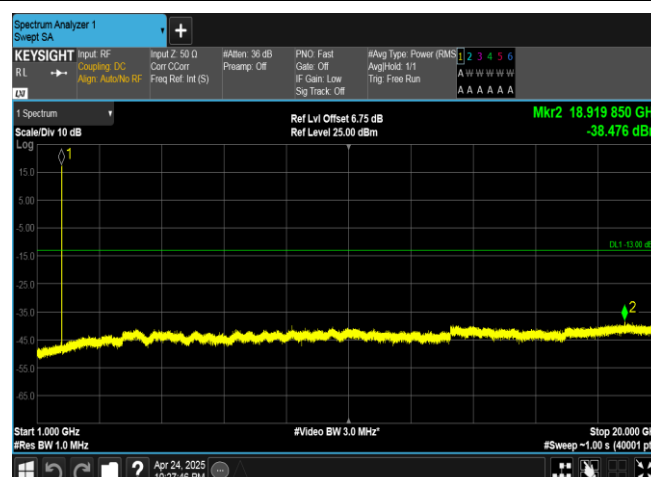 Spectrum Analyzer 1
Swept SA
+
KEYSIGHT Input: RF Input Z: 50 Ω #Atten: 36 dB PNO: Fast #Avg Type: Power (RMS 1 2 3 4 5 6
RL Coupling: DC Corr CCorr Preamp: Off Gate: Off Avg|Hold: 1/1 A W W W W W
Align: Auto/No RF Freq Ref: Int (S) IF Gain: Low Trig: Free Run
LXI Sig Track: Off A A A A A A
1 Spectrum Ref Lvl Offset 6.75 dB Mkr2 18.919 850 GH
Scale/Div 10 dB Ref Level 25.00 dBm -38.476 dB
Log
1
15.0
5.00
-5.00
DL1 -13.00 d
-15.0
-25.0
-35.0
2
-45.0
-55.0
-65.0
Start 1.000 GHz #Video BW 3.0 MHz* Stop 20.000 G
#Res BW 1.0 MHz #Sweep ~1.00 s (40001 pt
? Apr 24, 2025